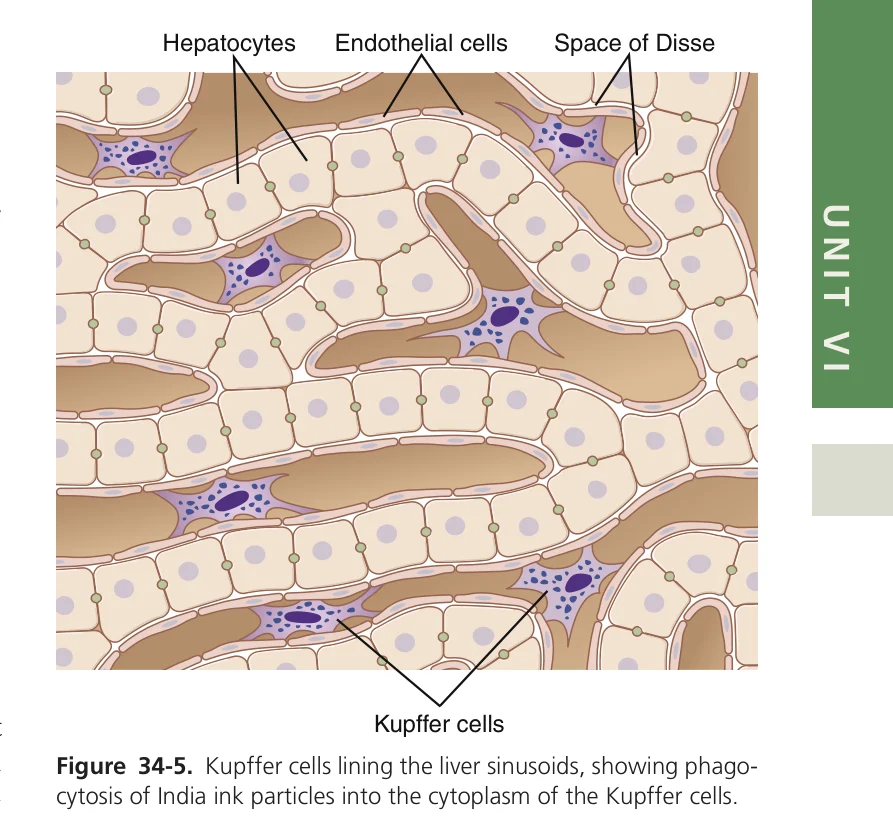 Hepatocytes Endothelial cells Space of Disse
UNIT VI
Kupffer cells
Figure 34-5. Kupffer cells lining the liver sinusoids, showing phago-
cytosis of India ink particles into the cytoplasm of the Kupffer cells.